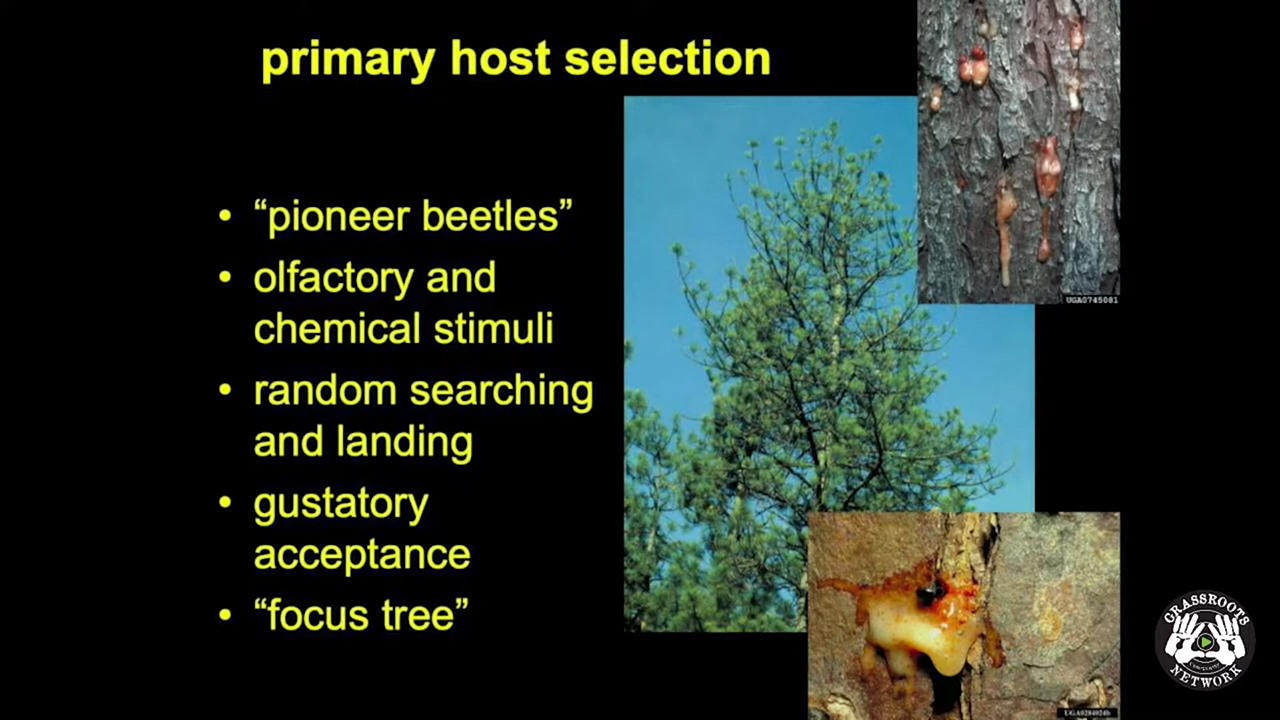 primary host selection
• “pioneer beetles”
• olfactory and
chemical stimuli
• random searching
and landing
• gustatory
acceptance
• “focus tree”
UGA0745081
GRASSROOTS
NETWORK